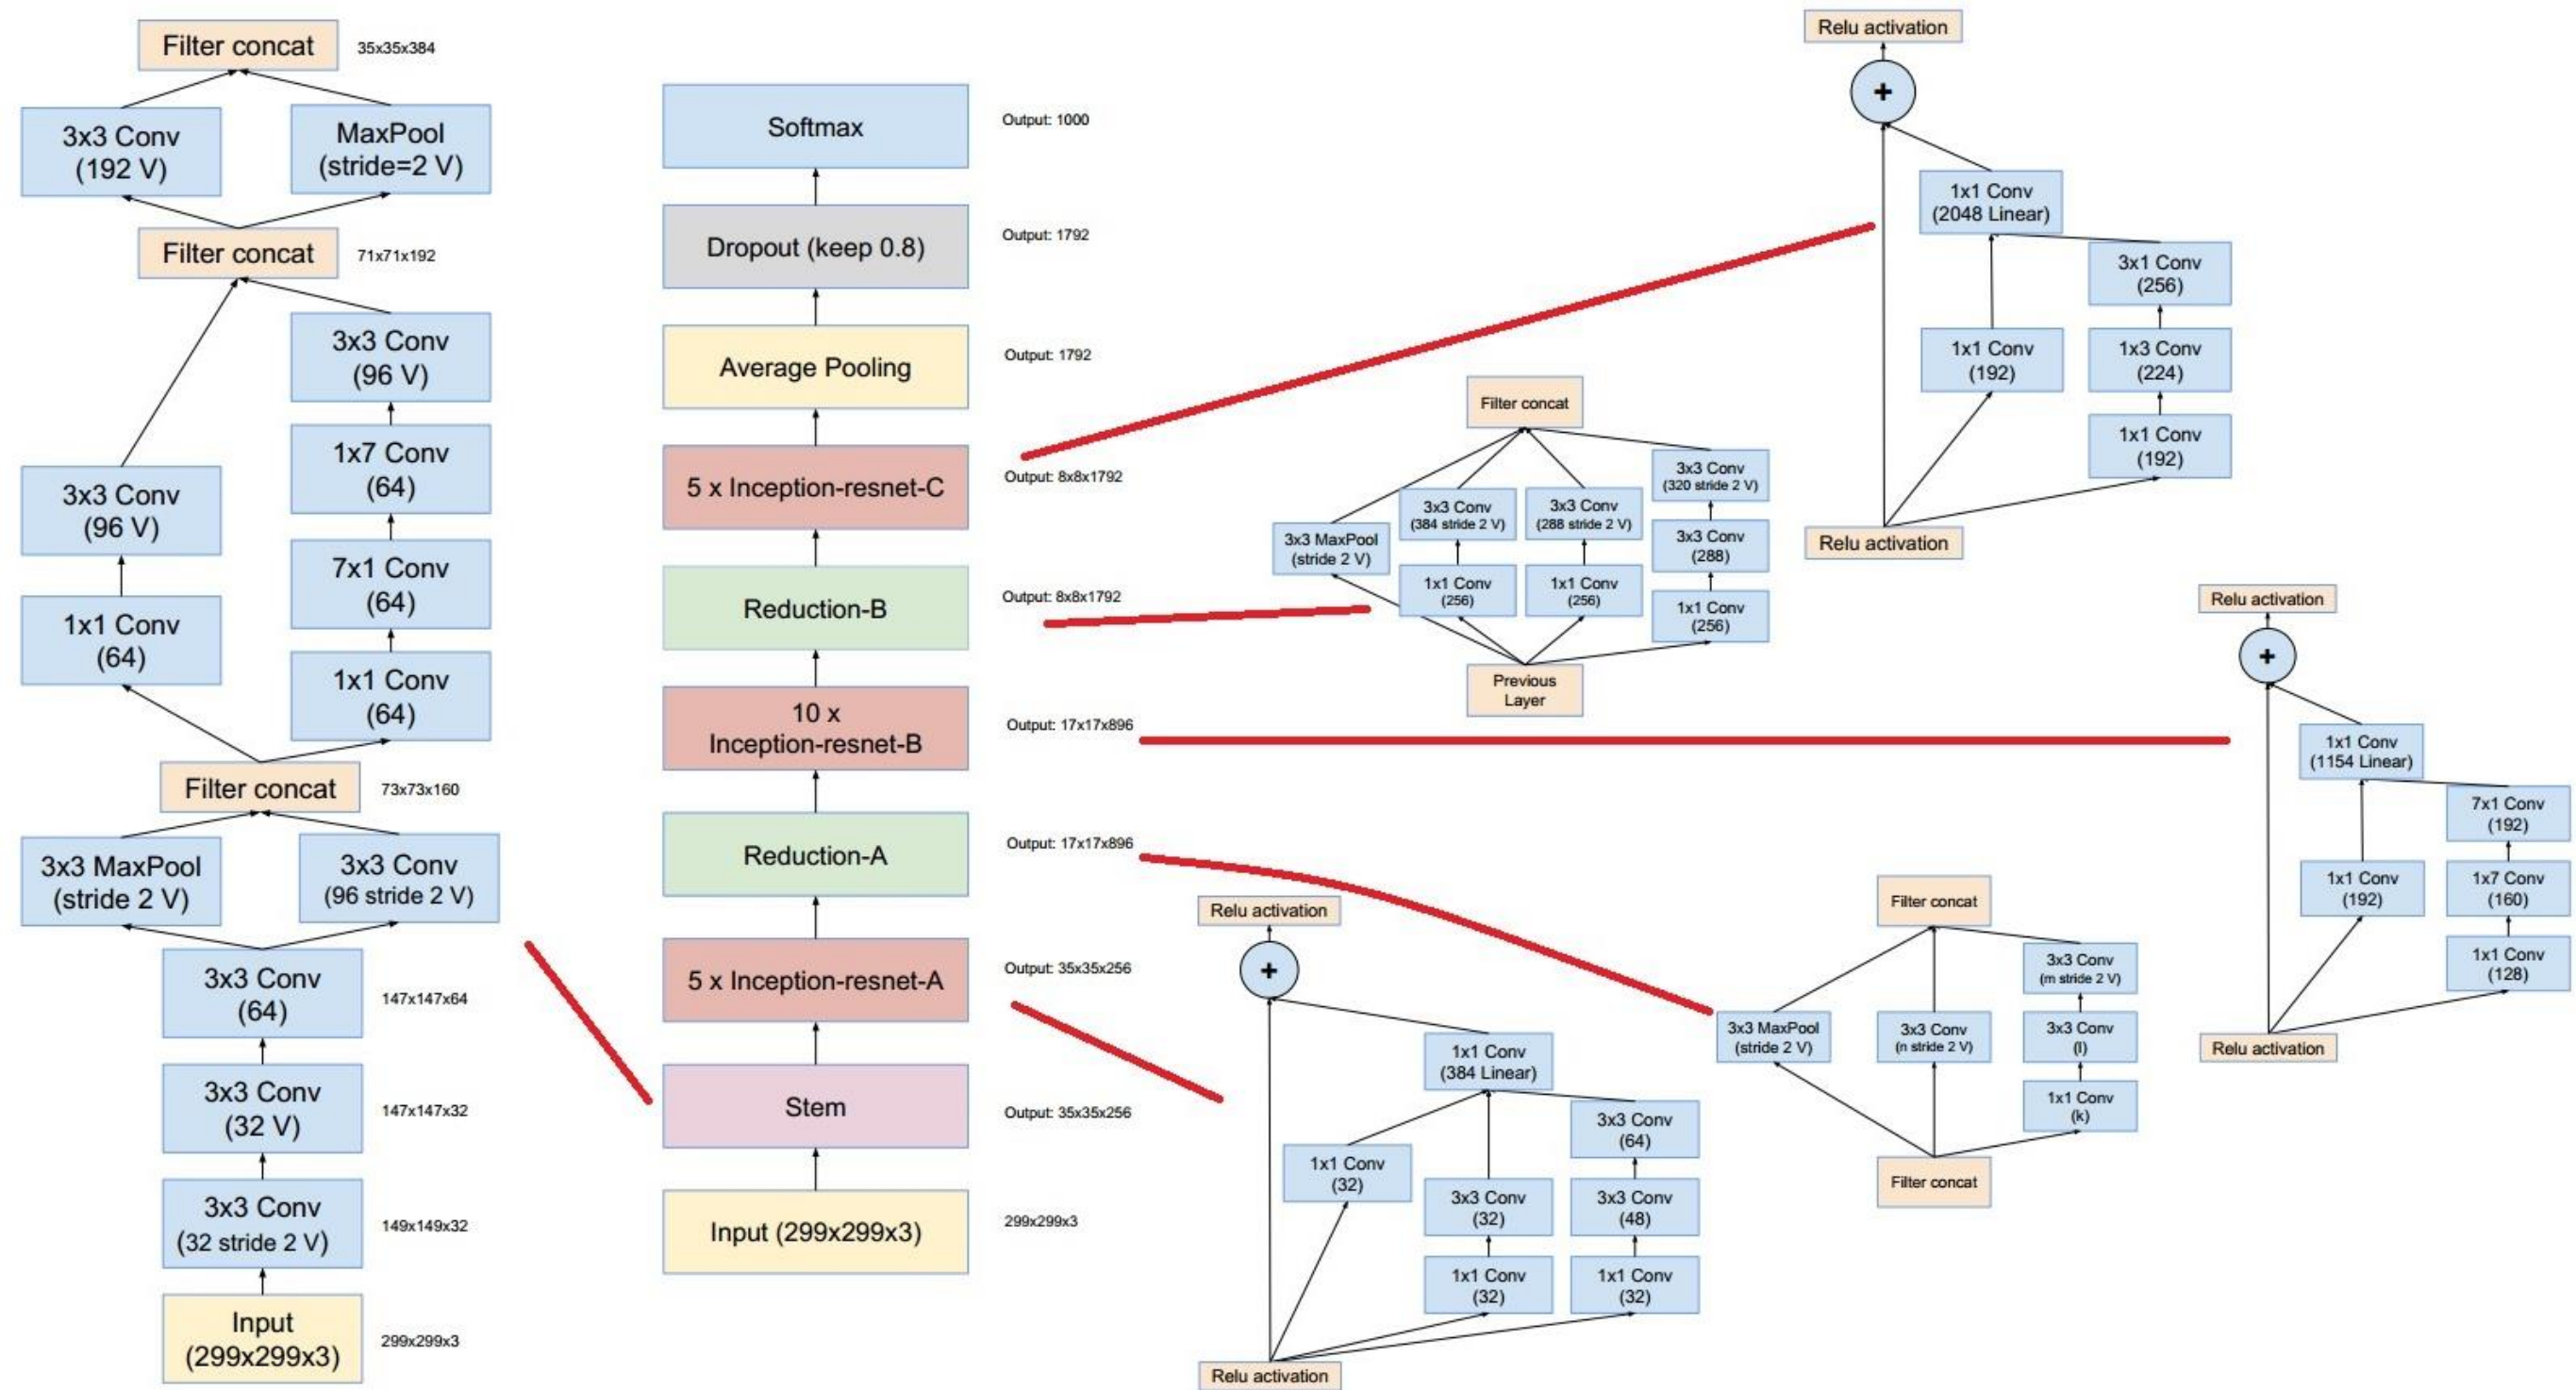 Filter concat
35x35x384
3x3 Conv
(192 V)
MaxPool
(stride=2 V)
Filter concat
71x71x192
3x3 Conv
(96 V)
1x7 Conv
(64)
3x3 Conv
(96 V)
7x1 Conv
(64)
1x1 Conv
(64)
1x1 Conv
(64)
Filter concat
73x73x160
3x3 MaxPool
(stride 2 V)
3x3 Conv
(96 stride 2 V)
3x3 Conv
(64)
147x147x64
3x3 Conv
(32 V)
147x147x32
3x3 Conv
(32 stride 2 V)
149x149x32
Input
(299x299x3)
299x299x3
Softmax
Output: 1000
Dropout (keep 0.8)
Output: 1792
Average Pooling
Output: 1792
5 x Inception-resnet-C
Output: 8x8x1792
Reduction-B
Output: 8x8x1792
10 x
Inception-resnet-B
Output: 17x17x896
Reduction-A
Output: 17x17x896
5 x Inception-resnet-A
Output: 35x35x256
Stem
Output: 35x35x256
Input (299x299x3)
299x299x3
Relu activation
+
1x1 Conv
(2048 Linear)
3x1 Conv
(256)
1x1 Conv
(192)
1x3 Conv
(224)
1x1 Conv
(192)
Relu activation
Filter concat
3x3 Conv
(320 stride 2 V)
3x3 MaxPool
(stride 2 V)
3x3 Conv
(384 stride 2 V)
3x3 Conv
(288 stride 2 V)
3x3 Conv
(288)
1x1 Conv
(256)
1x1 Conv
(256)
1x1 Conv
(256)
Previous
Layer
Relu activation
+
1x1 Conv
(1154 Linear)
7x1 Conv
(192)
1x1 Conv
(192)
1x7 Conv
(160)
1x1 Conv
(128)
Relu activation
Filter concat
3x3 Conv
(m stride 2 V)
3x3 MaxPool
(stride 2 V)
3x3 Conv
(n stride 2 V)
3x3 Conv
(l)
1x1 Conv
(k)
Filter concat
Relu activation
+
1x1 Conv
(384 Linear)
3x3 Conv
(64)
1x1 Conv
(32)
3x3 Conv
(32)
3x3 Conv
(48)
1x1 Conv
(32)
1x1 Conv
(32)
Relu activation